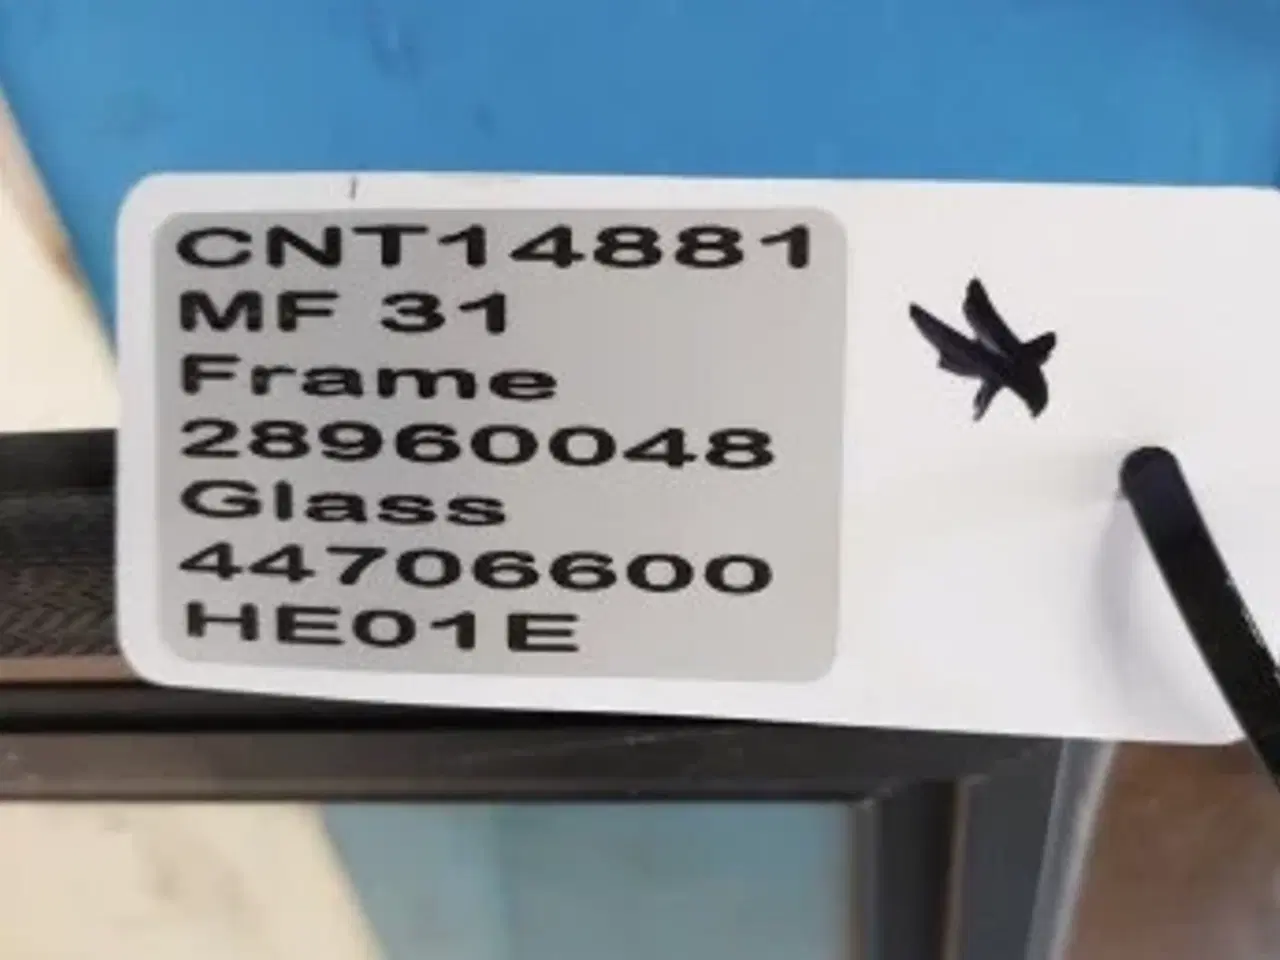 CNT14881
MF 31
Frame
28960048
Glass
44706600
HE01E